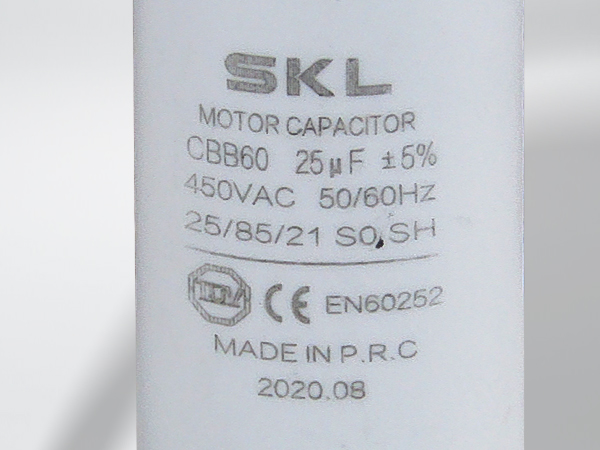 SKL
MOTOR CAPACITOR
CBB60 25μF ±5%
450VAC 50/60Hz
25/85/21 S0,SH
CE EN60252
MADE IN P.R.C
2020.08